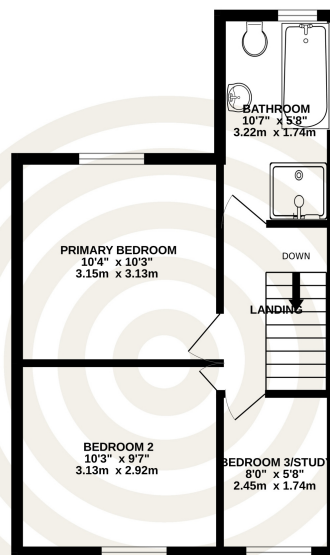 BATHROOM
10'7" x 5'8"
3.22m x 1.74m
PRIMARY BEDROOM
10'4" x 10'3"
3.15m x 3.13m
DOWN
LANDING
BEDROOM 2
10'3" x 9'7"
3.13m x 2.92m
BEDROOM 3/STUDY
8'0" x 5'8"
2.45m x 1.74m